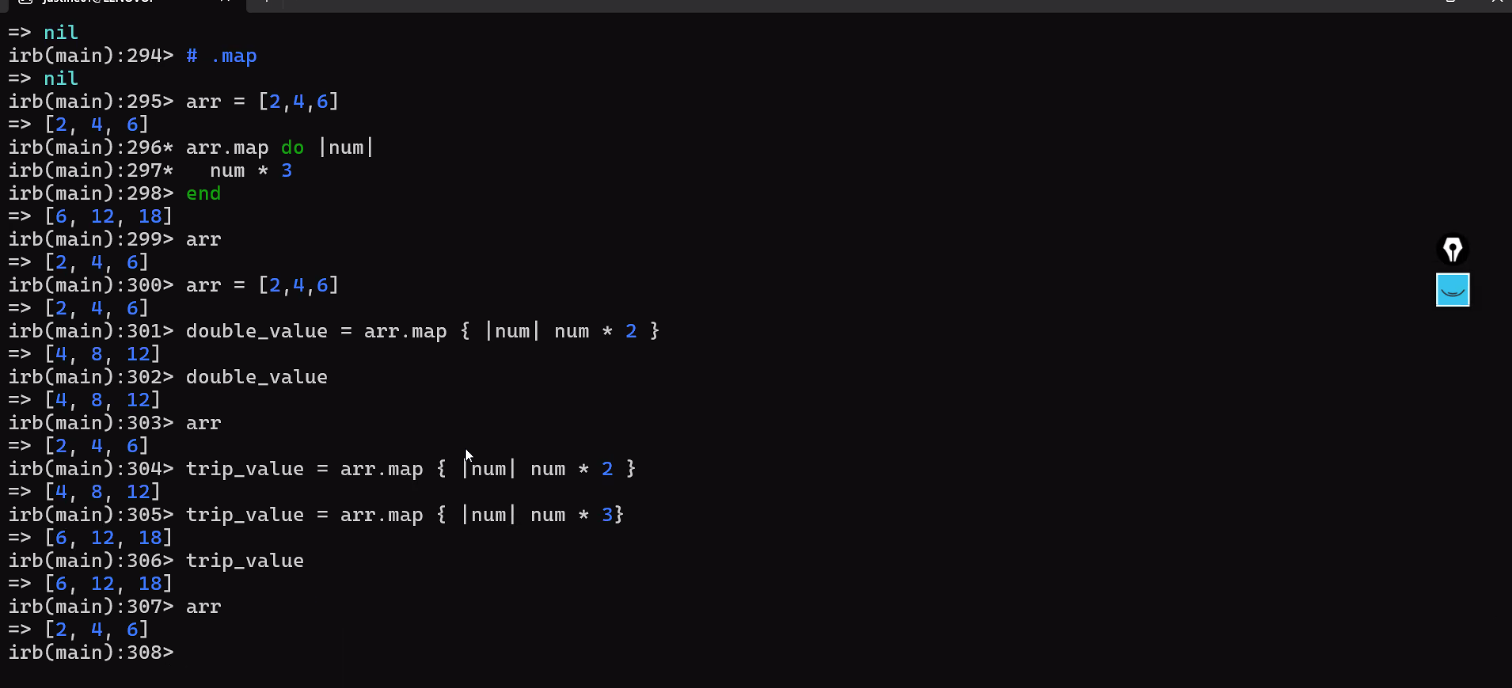 => nil
irb(main):294> # .map
=> nil
irb(main):295> arr = [2,4,6]
=> [2, 4, 6]
irb(main):296* arr.map do |num|
irb(main):297*   num * 3
irb(main):298> end
=> [6, 12, 18]
irb(main):299> arr
=> [2, 4, 6]
irb(main):300> arr = [2,4,6]
=> [2, 4, 6]
irb(main):301> double_value = arr.map { |num| num * 2 }
=> [4, 8, 12]
irb(main):302> double_value
=> [4, 8, 12]
irb(main):303> arr
=> [2, 4, 6]
irb(main):304> trip_value = arr.map { |num| num * 2 }
=> [4, 8, 12]
irb(main):305> trip_value = arr.map { |num| num * 3}
=> [6, 12, 18]
irb(main):306> trip_value
=> [6, 12, 18]
irb(main):307> arr
=> [2, 4, 6]
irb(main):308>